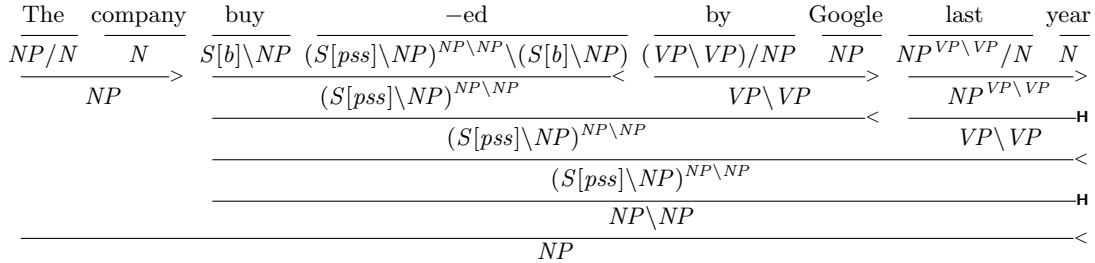 The company buy −ed by Google last year
NP/N N S[b]\NP (S[pss]\NP)^{NP\NP}\(S[b]\NP) (VP\VP)/NP NP NP^{VP\VP}/N N
> < > >
NP (S[pss]\NP)^{NP\NP} VP\VP NP^{VP\VP}
< H
(S[pss]\NP)^{NP\NP} VP\VP
<
(S[pss]\NP)^{NP\NP}
H
NP\NP
<
NP